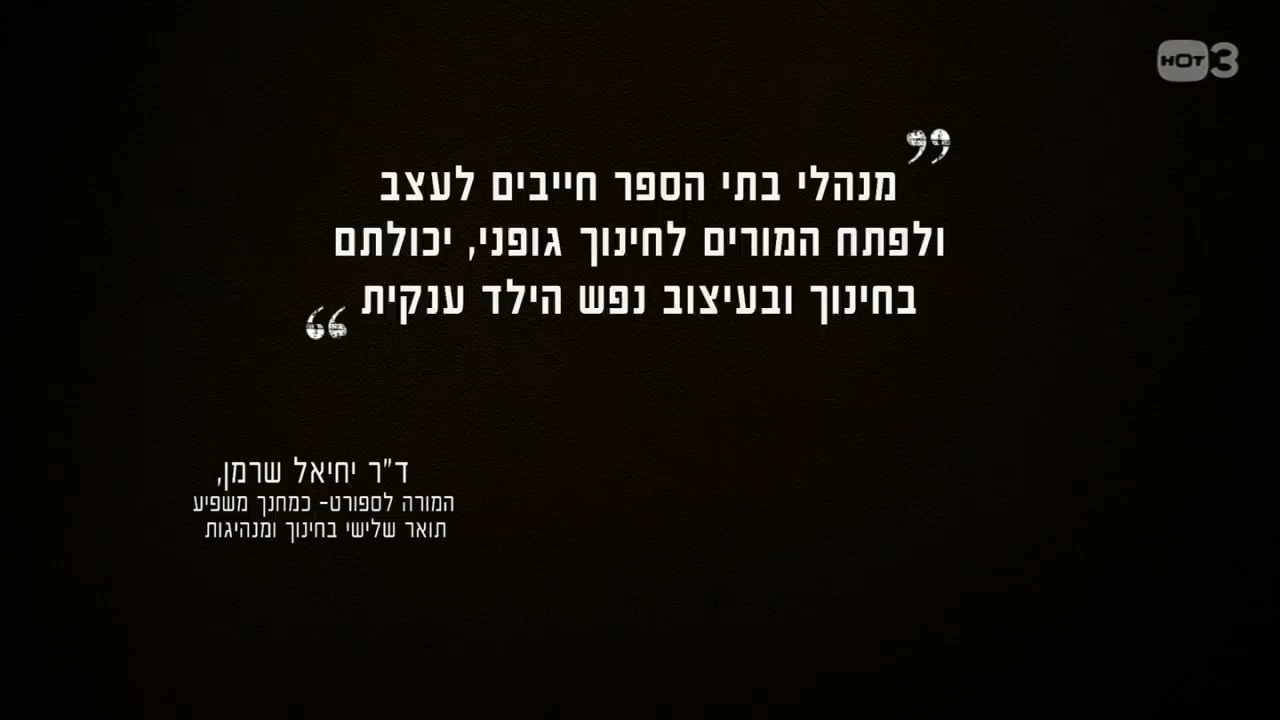 HOT3
”מנהלי בתי הספר חייבים לעצב
ולפתח המורים לחינוך גופני, יכולתם
בחינוך ובעיצוב נפש הילד ענקית“
ד"ר יחיאל שרמן,
המורה לספורט- כמחנך משפיע
תואר שלישי בחינוך ומנהיגות